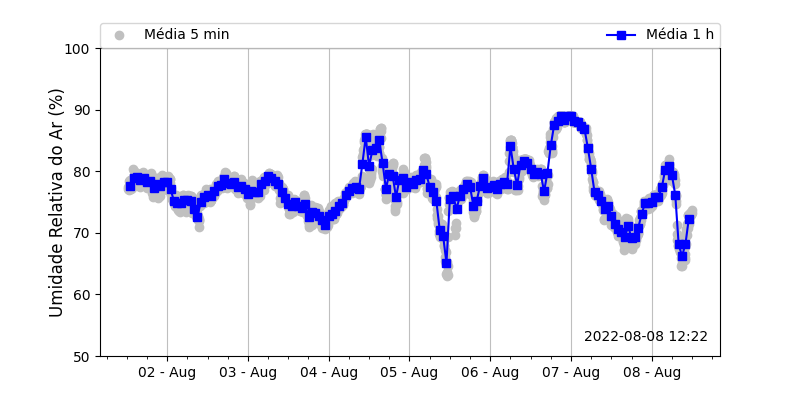 Média 5 min
Média 1 h
Umidade Relativa do Ar (%)
100
90
80
70
60
50
2022-08-08 12:22
02 - Aug
03 - Aug
04 - Aug
05 - Aug
06 - Aug
07 - Aug
08 - Aug